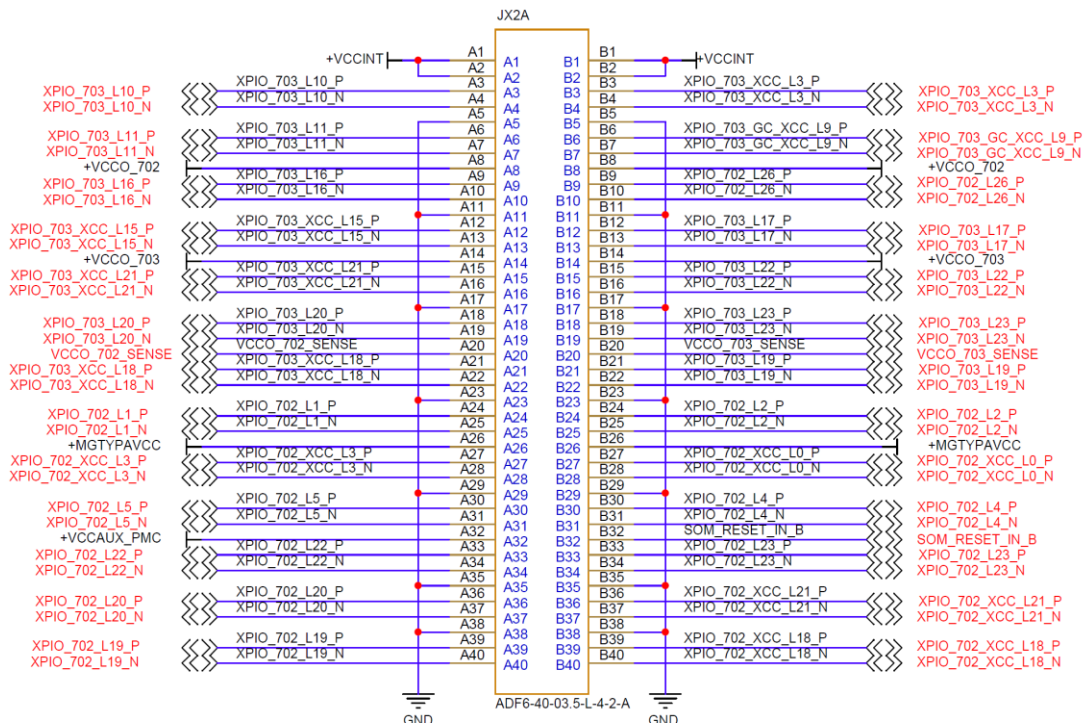 JX2A
+VCCINT A1 A1 B1 B1 +VCCINT
A2 A2 B2 B2
XPIO_703_L10_P XPIO_703_L10_P A3 A3 B3 B3 XPIO_703_XCC_L3_P XPIO_703_XCC_L3_P
XPIO_703_L10_N XPIO_703_L10_N A4 A4 B4 B4 XPIO_703_XCC_L3_N XPIO_703_XCC_L3_N
A5 A5 B5 B5
XPIO_703_L11_P XPIO_703_L11_P A6 A6 B6 B6 XPIO_703_GC_XCC_L9_P XPIO_703_GC_XCC_L9_P
XPIO_703_L11_N XPIO_703_L11_N A7 A7 B7 B7 XPIO_703_GC_XCC_L9_N XPIO_703_GC_XCC_L9_N
+VCCO_702 A8 A8 B8 B8 +VCCO_702
XPIO_703_L16_P XPIO_703_L16_P A9 A9 B9 B9 XPIO_702_L26_P XPIO_702_L26_P
XPIO_703_L16_N XPIO_703_L16_N A10 A10 B10 B10 XPIO_702_L26_N XPIO_702_L26_N
A11 A11 B11 B11
XPIO_703_XCC_L15_P XPIO_703_XCC_L15_P A12 A12 B12 B12 XPIO_703_L17_P XPIO_703_L17_P
XPIO_703_XCC_L15_N XPIO_703_XCC_L15_N A13 A13 B13 B13 XPIO_703_L17_N XPIO_703_L17_N
+VCCO_703 A14 A14 B14 B14 +VCCO_703
XPIO_703_XCC_L21_P XPIO_703_XCC_L21_P A15 A15 B15 B15 XPIO_703_L22_P XPIO_703_L22_P
XPIO_703_XCC_L21_N XPIO_703_XCC_L21_N A16 A16 B16 B16 XPIO_703_L22_N XPIO_703_L22_N
A17 A17 B17 B17
XPIO_703_L20_P XPIO_703_L20_P A18 A18 B18 B18 XPIO_703_L23_P XPIO_703_L23_P
XPIO_703_L20_N XPIO_703_L20_N A19 A19 B19 B19 XPIO_703_L23_N XPIO_703_L23_N
VCCO_702_SENSE VCCO_702_SENSE A20 A20 B20 B20 VCCO_703_SENSE VCCO_703_SENSE
XPIO_703_XCC_L18_P XPIO_703_XCC_L18_P A21 A21 B21 B21 XPIO_703_L19_P XPIO_703_L19_P
XPIO_703_XCC_L18_N XPIO_703_XCC_L18_N A22 A22 B22 B22 XPIO_703_L19_N XPIO_703_L19_N
A23 A23 B23 B23
XPIO_702_L1_P XPIO_702_L1_P A24 A24 B24 B24 XPIO_702_L2_P XPIO_702_L2_P
XPIO_702_L1_N XPIO_702_L1_N A25 A25 B25 B25 XPIO_702_L2_N XPIO_702_L2_N
+MGTYPAVCC A26 A26 B26 B26 +MGTYPAVCC
XPIO_702_XCC_L3_P XPIO_702_XCC_L3_P A27 A27 B27 B27 XPIO_702_XCC_L0_P XPIO_702_XCC_L0_P
XPIO_702_XCC_L3_N XPIO_702_XCC_L3_N A28 A28 B28 B28 XPIO_702_XCC_L0_N XPIO_702_XCC_L0_N
A29 A29 B29 B29
XPIO_702_L5_P XPIO_702_L5_P A30 A30 B30 B30 XPIO_702_L4_P XPIO_702_L4_P
XPIO_702_L5_N XPIO_702_L5_N A31 A31 B31 B31 XPIO_702_L4_N XPIO_702_L4_N
+VCCAUX_PMC A32 A32 B32 B32 SOM_RESET_IN_B SOM_RESET_IN_B
XPIO_702_L22_P XPIO_702_L22_P A33 A33 B33 B33 XPIO_702_L23_P XPIO_702_L23_P
XPIO_702_L22_N XPIO_702_L22_N A34 A34 B34 B34 XPIO_702_L23_N XPIO_702_L23_N
A35 A35 B35 B35
XPIO_702_L20_P XPIO_702_L20_P A36 A36 B36 B36 XPIO_702_XCC_L21_P XPIO_702_XCC_L21_P
XPIO_702_L20_N XPIO_702_L20_N A37 A37 B37 B37 XPIO_702_XCC_L21_N XPIO_702_XCC_L21_N
A38 A38 B38 B38
XPIO_702_L19_P XPIO_702_L19_P A39 A39 B39 B39 XPIO_702_XCC_L18_P XPIO_702_XCC_L18_P
XPIO_702_L19_N XPIO_702_L19_N A40 A40 B40 B40 XPIO_702_XCC_L18_N XPIO_702_XCC_L18_N
ADF6-40-03.5-L-4-2-A
GND GND